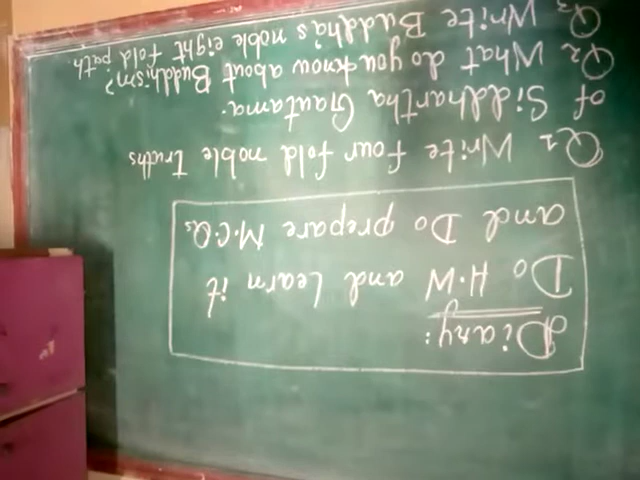 Diary:
Do H.W and Learn it
and Do prepare M.C.Qs
Q1 Write four fold noble truths
of Siddhartha Gautama.
Q2 What do you know about Buddhism?
Q3 Write Buddha's noble eight fold path.